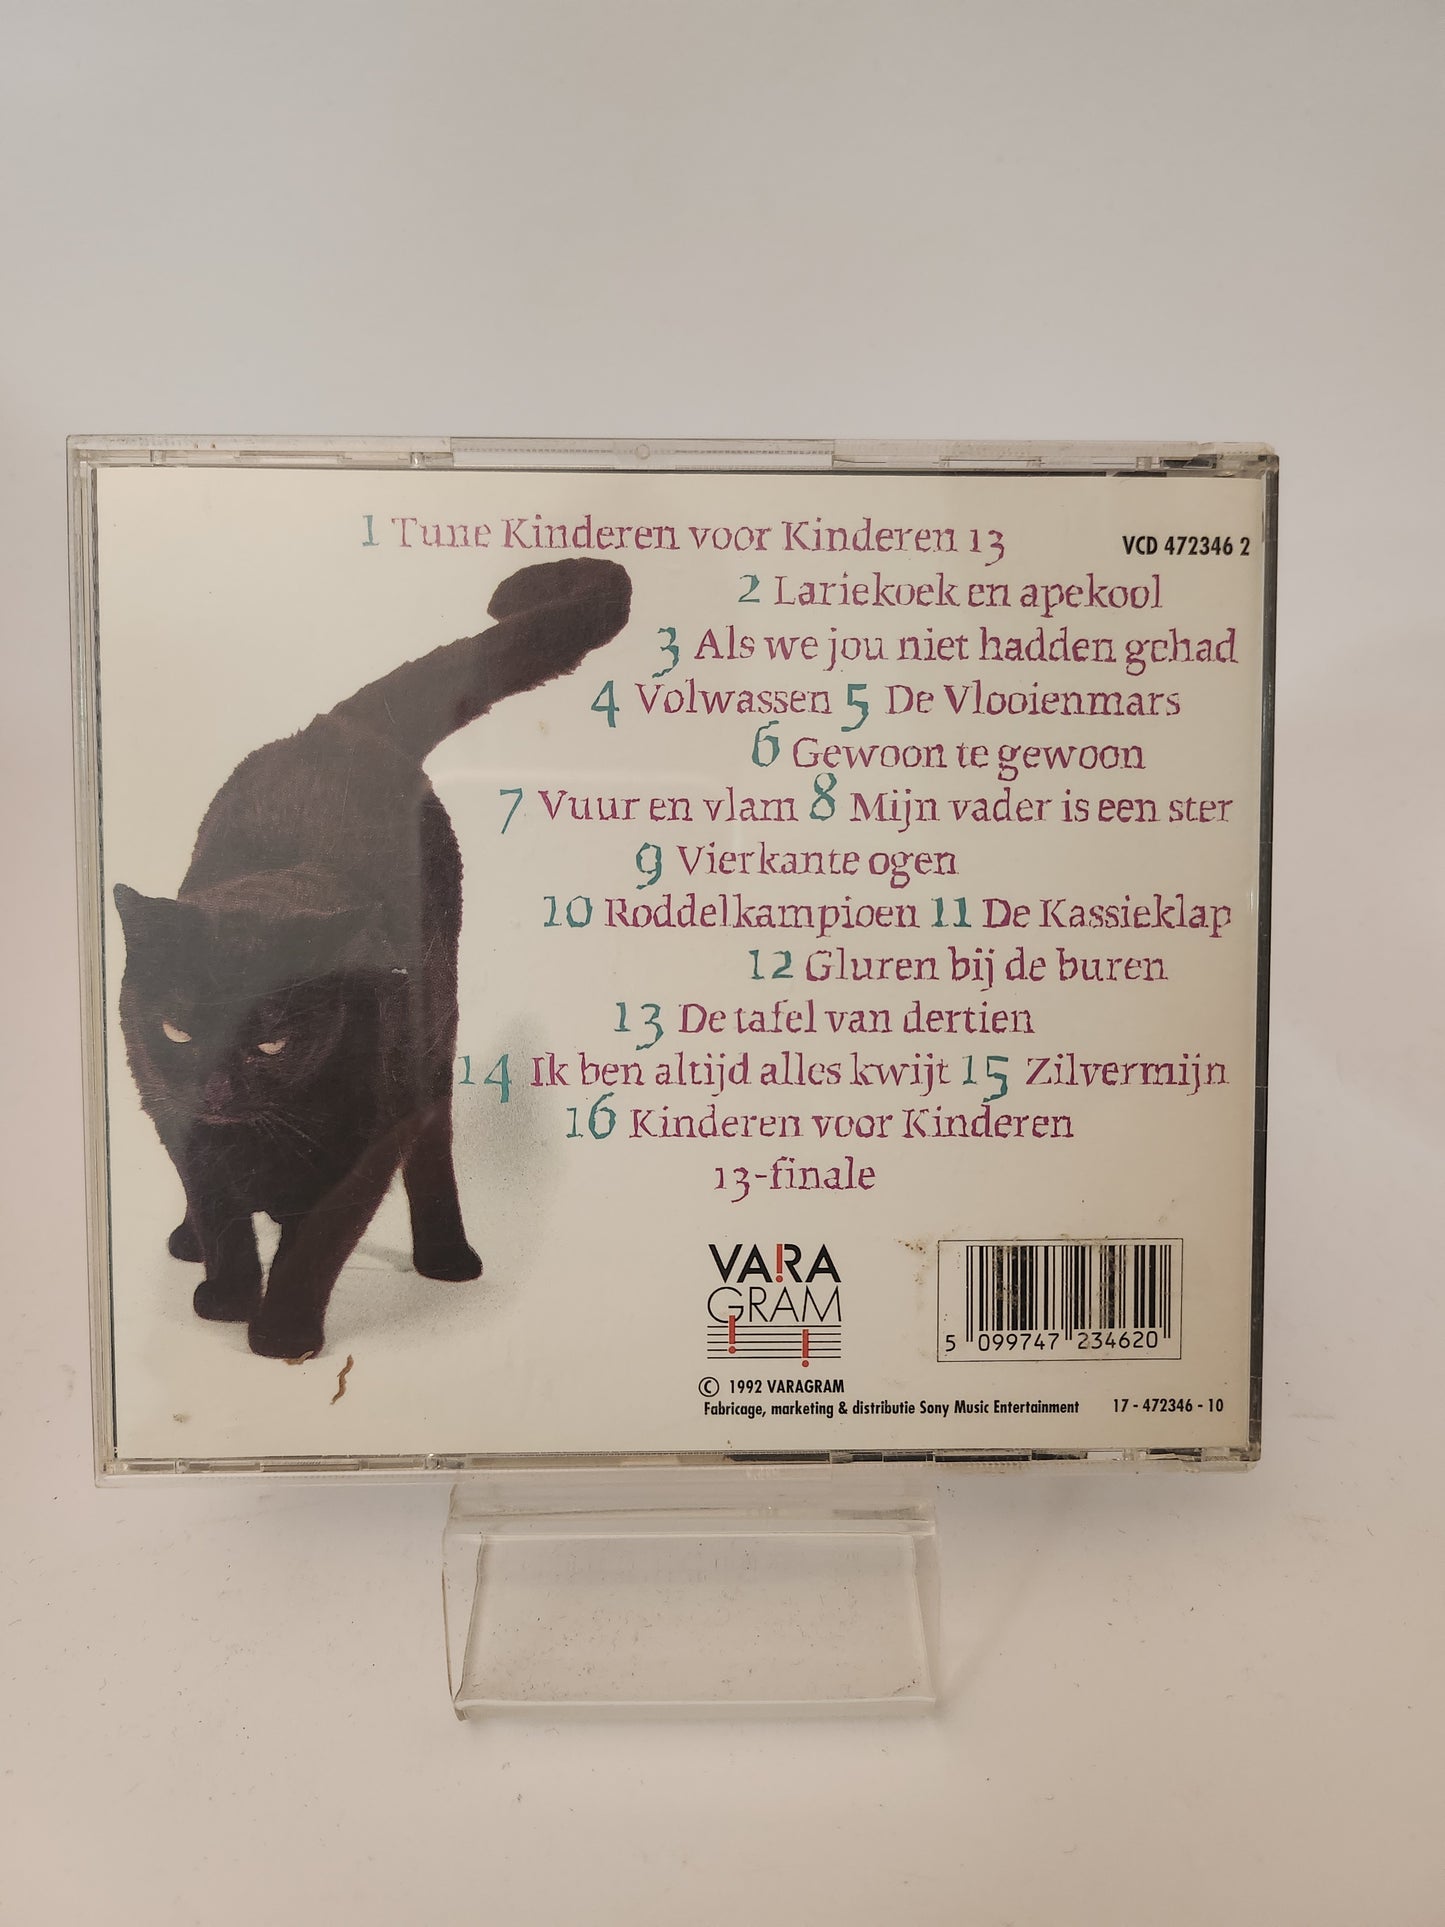 1 Tune Kinderen voor Kinderen 13
VCD 472346 2
2 Lariekoek en apekool
3 Als we jou niet hadden gehad
4 Volwassen 5 De Vlooienmars
6 Gewoon te gewoon
7 Vuur en vlam 8 Mijn vader is een ster
9 Vierkante ogen
10 Roddelkampioen 11 De Kassieklap
12 Gluren bij de buren
13 De tafel van dertien
14 Ik ben altijd alles kwijt 15 Zilvermijn
16 Kinderen voor Kinderen
13-finale
VARA
GRAM
5 099747 234620
© 1992 VARAGRAM
Fabricage, marketing & distributie Sony Music Entertainment
17 - 472346 - 10